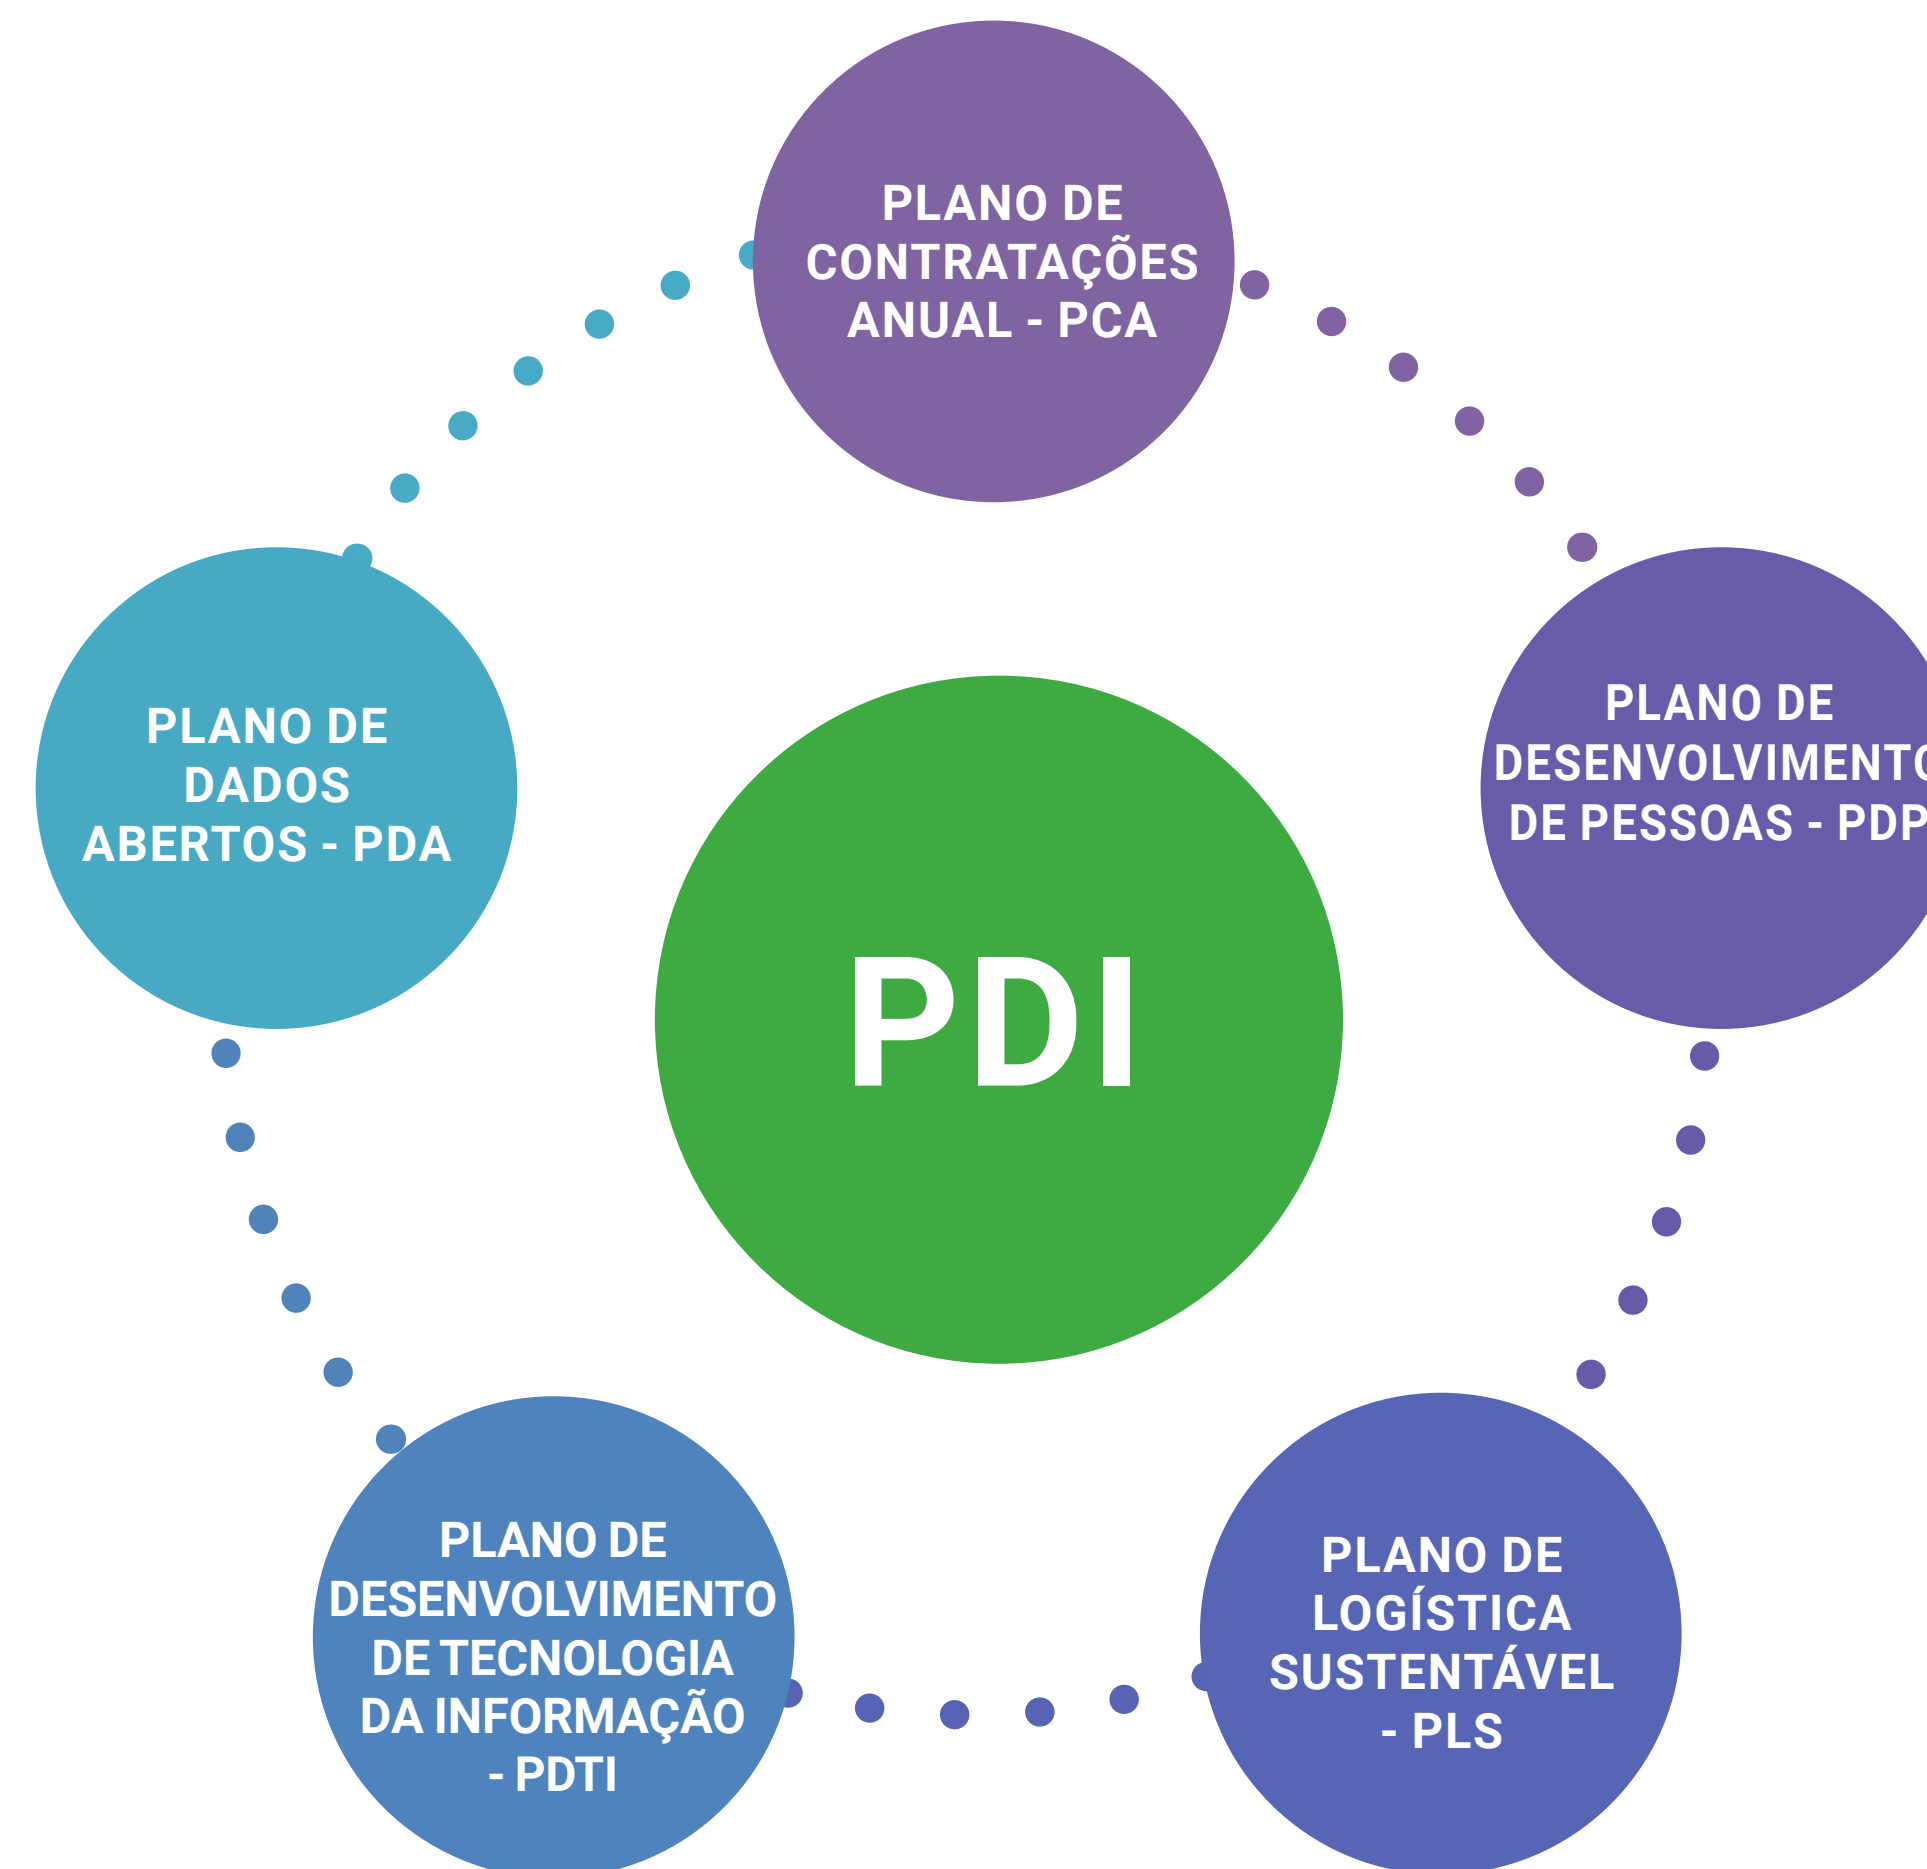 PLANO DE
CONTRATAÇÕES
ANUAL - PCA
PLANO DE
DADOS
ABERTOS - PDA
PLANO DE
DESENVOLVIMENTO
DE PESSOAS - PDP
PDI
PLANO DE
DESENVOLVIMENTO
DE TECNOLOGIA
DA INFORMAÇÃO
- PDTI
PLANO DE
LOGÍSTICA
SUSTENTÁVEL
- PLS